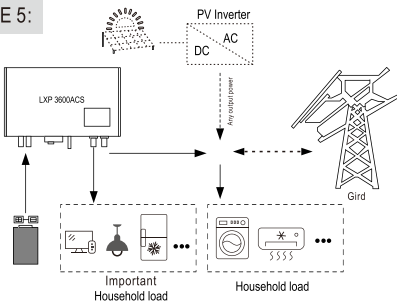 E 5:
PV Inverter
AC
DC
LXP 3600ACS
Any output power
Gird
Important
Household load
Household load